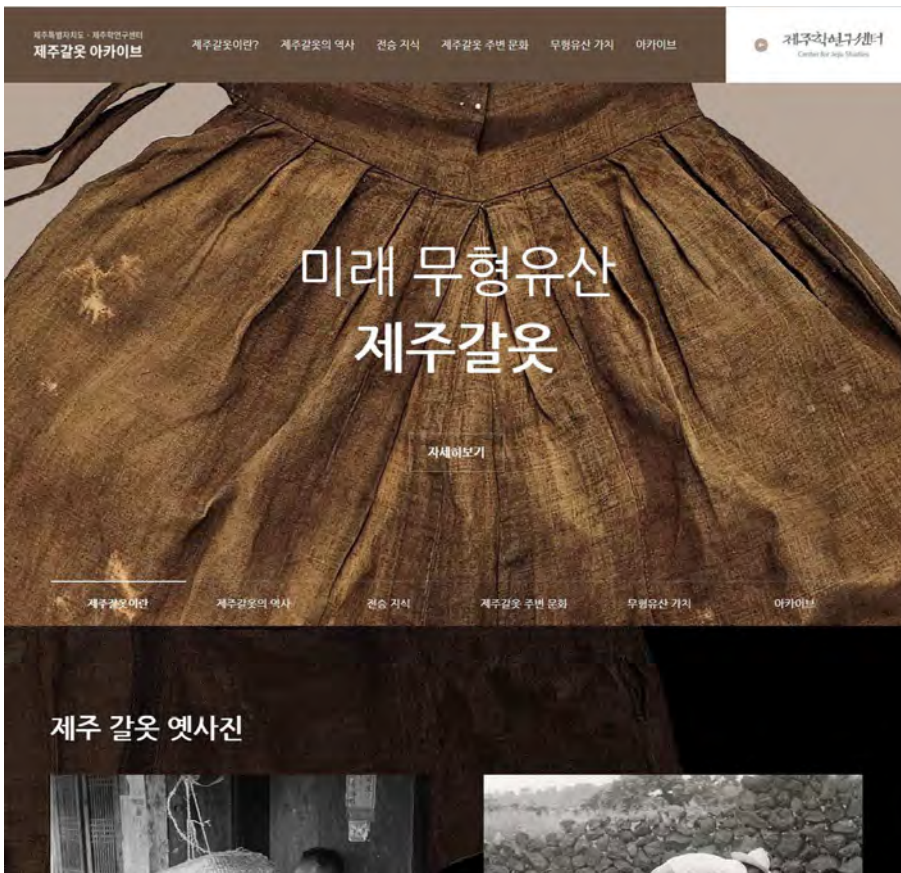 제주특별자치도 · 제주학연구센터
제주갈옷 아카이브
제주갈옷이란? 제주갈옷의 역사 전승 지식 제주갈옷 주변 문화 무형유산 가치 아카이브
제주학연구센터
Center for Jeju Studies
미래 무형유산
제주갈옷
자세히보기
제주갈옷이란 제주갈옷의 역사 전승 지식 제주갈옷 주변 문화 무형유산 가치 아카이브
제주 갈옷 옛사진